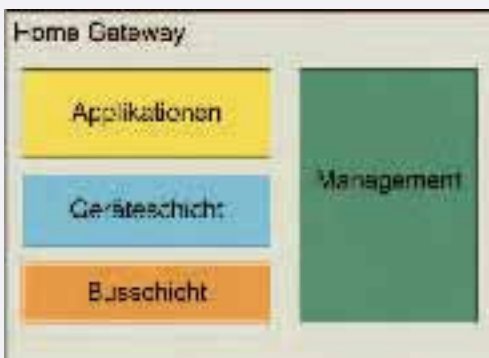 Home Gateway
Applikationen
Geräteschicht
Management
Busschicht